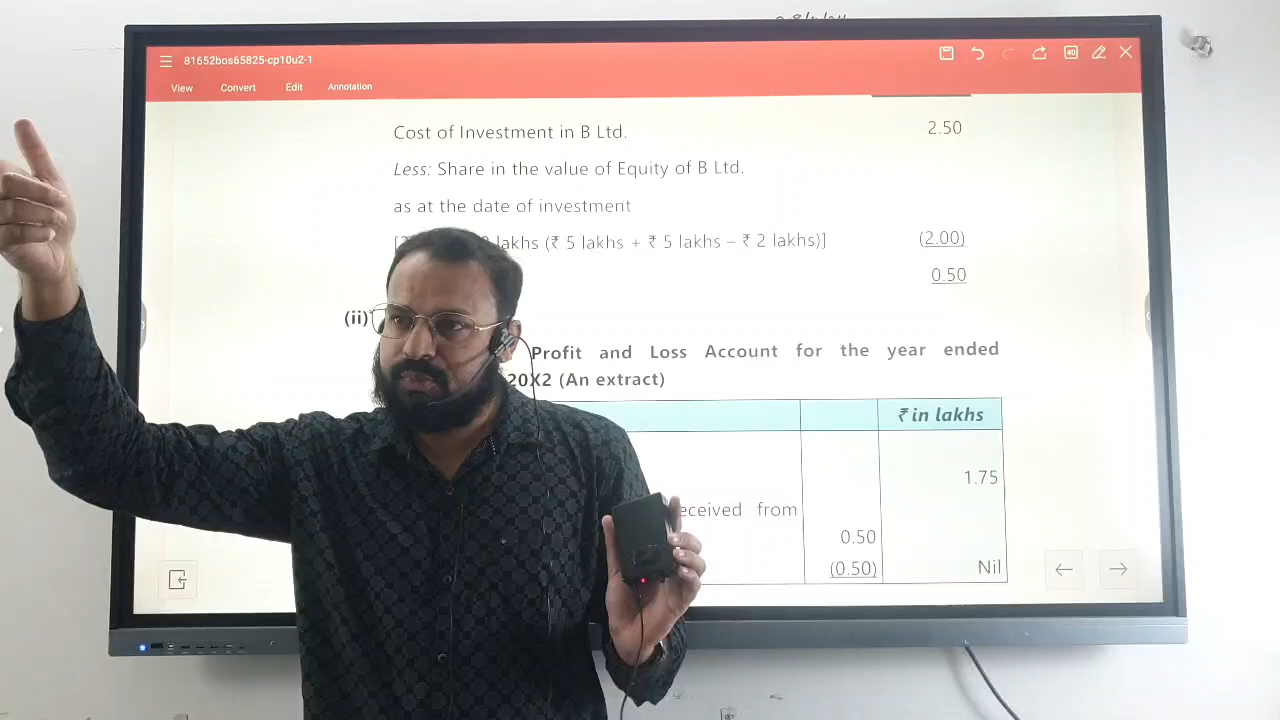 81652bos65825-cp10u2-1
40
View Convert Edit Annotation
Cost of Investment in B Ltd. 2.50
Less: Share in the value of Equity of B Ltd.
as at the date of investment
lakhs (₹ 5 lakhs + ₹ 5 lakhs – ₹ 2 lakhs)] (2.00)
0.50
(ii)
Profit and Loss Account for the year ended
20X2 (An extract)
₹ in lakhs
1.75
eceived from
0.50
(0.50) Nil